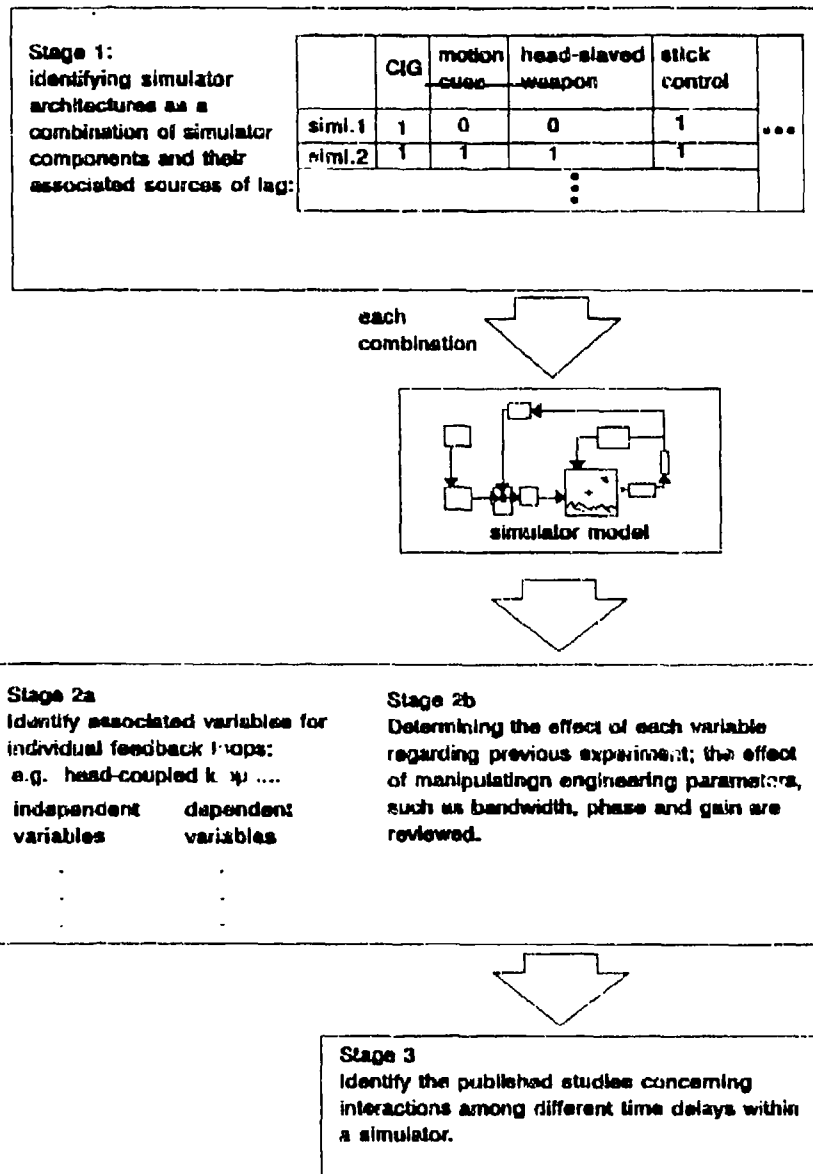 Stage 1:
identifying simulator
architectures as a
combination of simulator
components and their
associated sources of lag:
CIG motion cues head-slaved weapon stick control
siml.1 1 0 0 1 ...
siml.2 1 1 1 1
each
combination
simulator model
Stage 2a
Identify associated variables for
individual feedback loops:
e.g. head-coupled ....
independent dependent
variables variables
Stage 2b
Determining the effect of each variable
regarding previous experiment; the effect
of manipulatingn engineering parameters,
such as bandwidth, phase and gain are
reviewed.
Stage 3
Identify the published studies concerning
interactions among different time delays within
a simulator.